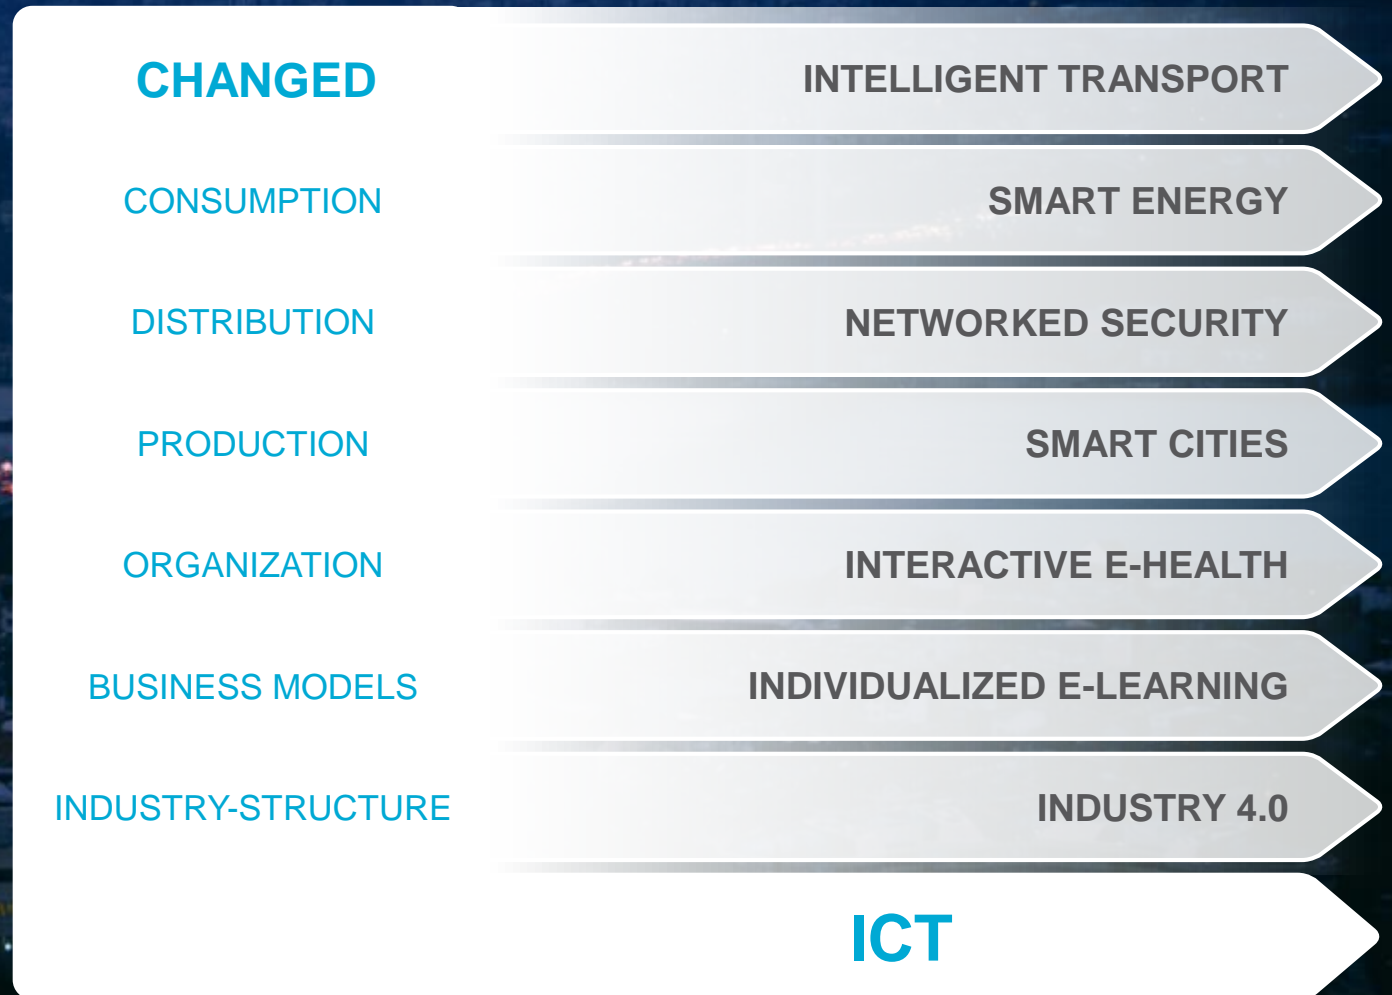 CHANGED
INTELLIGENT TRANSPORT
CONSUMPTION
SMART ENERGY
DISTRIBUTION
NETWORKED SECURITY
PRODUCTION
SMART CITIES
ORGANIZATION
INTERACTIVE E-HEALTH
BUSINESS MODELS
INDIVIDUALIZED E-LEARNING
INDUSTRY-STRUCTURE
INDUSTRY 4.0
ICT